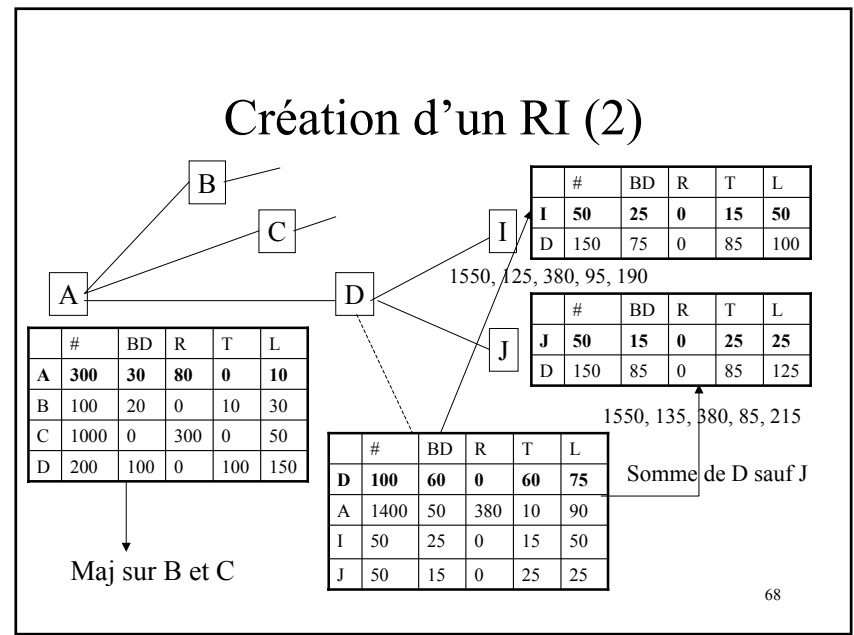 Création d'un RI (2)
B
C
A
D
I
J
# BD R T L
I 50 25 0 15 50
D 150 75 0 85 100
1550, 125, 380, 95, 190
# BD R T L
J 50 15 0 25 25
D 150 85 0 85 125
1550, 135, 380, 85, 215
# BD R T L
A 300 30 80 0 10
B 100 20 0 10 30
C 1000 0 300 0 50
D 200 100 0 100 150
Maj sur B et C
# BD R T L
D 100 60 0 60 75
A 1400 50 380 10 90
I 50 25 0 15 50
J 50 15 0 25 25
Somme de D sauf J
68